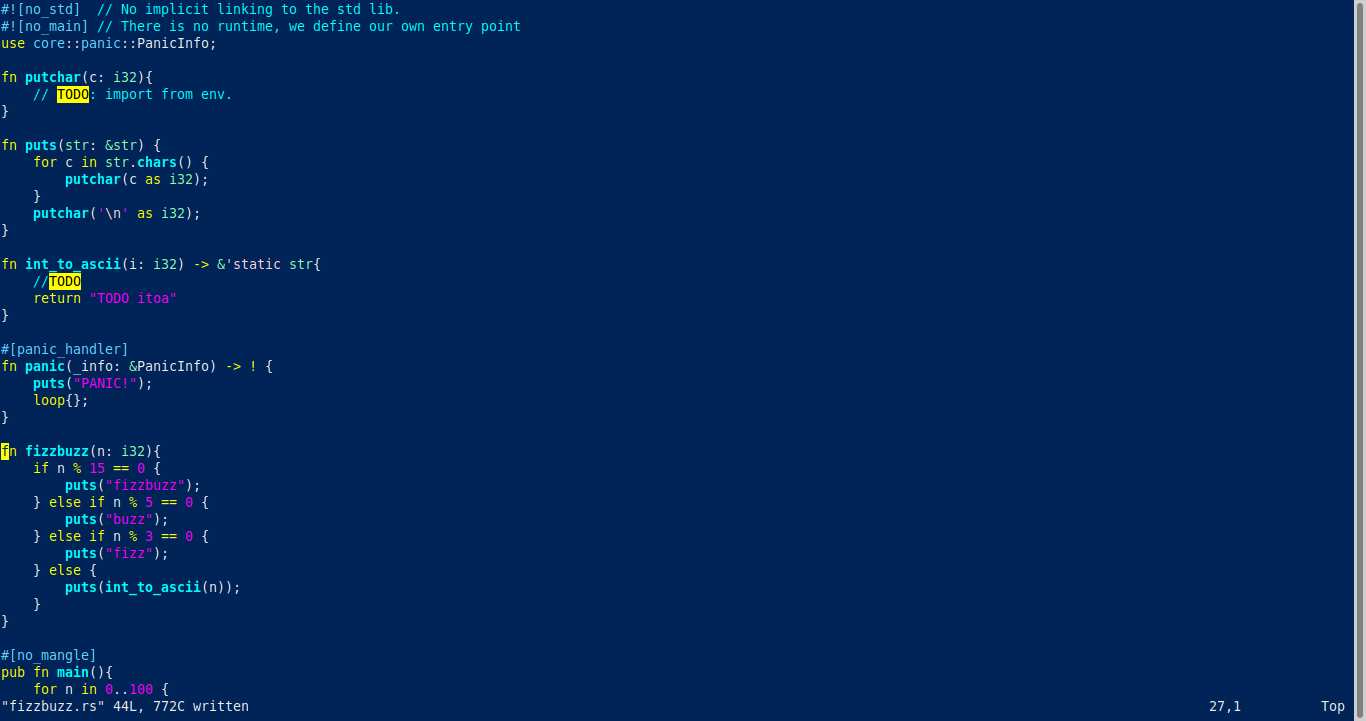 #![no_std]  // No implicit linking to the std lib.
#![no_main] // There is no runtime, we define our own entry point
use core::panic::PanicInfo;

fn putchar(c: i32){
    // TODO: import from env.
}

fn puts(str: &str) {
    for c in str.chars() {
        putchar(c as i32);
    }
    putchar('\n' as i32);
}

fn int_to_ascii(i: i32) -> &'static str{
    //TODO
    return "TODO itoa"
}

#[panic_handler]
fn panic(_info: &PanicInfo) -> ! {
    puts("PANIC!");
    loop{};
}

fn fizzbuzz(n: i32){
    if n % 15 == 0 {
        puts("fizzbuzz");
    } else if n % 5 == 0 {
        puts("buzz");
    } else if n % 3 == 0 {
        puts("fizz");
    } else {
        puts(int_to_ascii(n));
    }
}

#[no_mangle]
pub fn main(){
    for n in 0..100 {
"fizzbuzz.rs" 44L, 772C written 27,1 Top